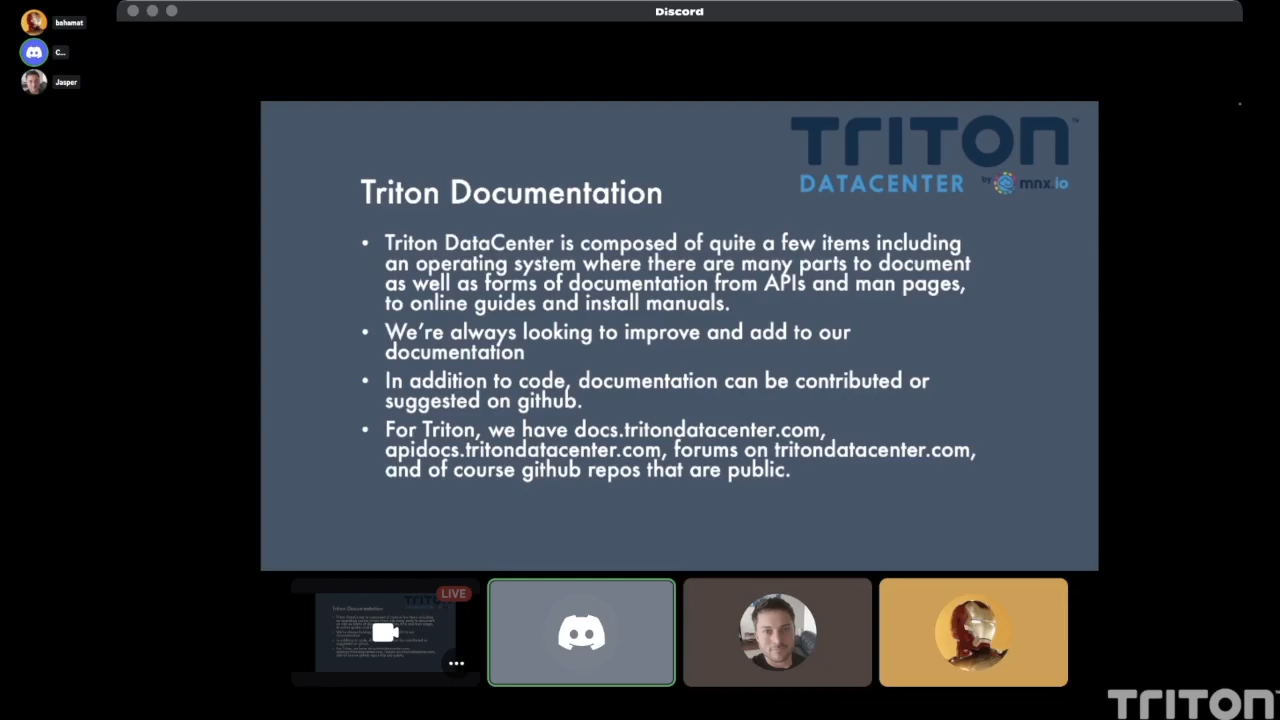 Discord
bahamat
C...
Jasper
TRITON™
DATACENTER by mnx.io
Triton Documentation
• Triton DataCenter is composed of quite a few items including
an operating system where there are many parts to document
as well as forms of documentation from APIs and man pages,
to online guides and install manuals.
• We're always looking to improve and add to our
documentation
• In addition to code, documentation can be contributed or
suggested on github.
• For Triton, we have docs.tritondatacenter.com,
apidocs.tritondatacenter.com, forums on tritondatacenter.com,
and of course github repos that are public.
LIVE
Triton Documentation
TRITON